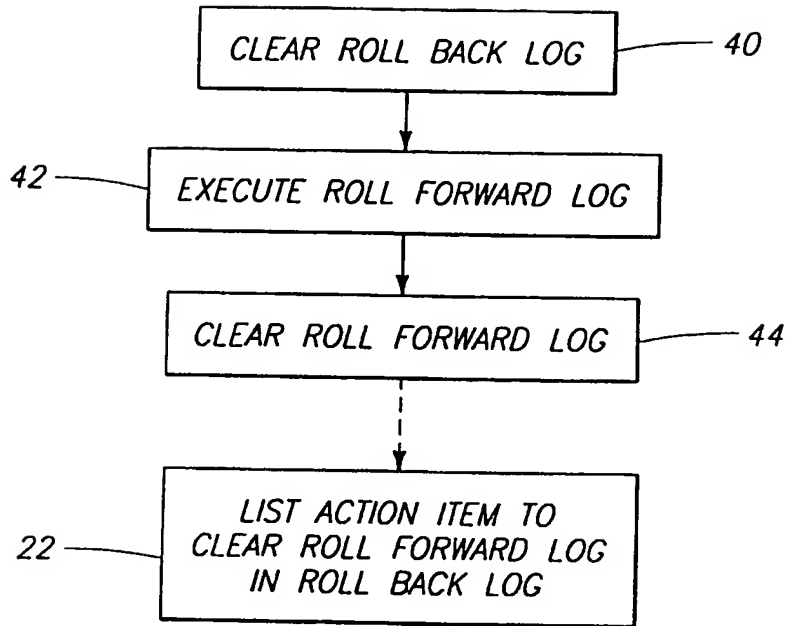 CLEAR ROLL BACK LOG
40
42
EXECUTE ROLL FORWARD LOG
CLEAR ROLL FORWARD LOG
44
22
LIST ACTION ITEM TO
CLEAR ROLL FORWARD LOG
IN ROLL BACK LOG